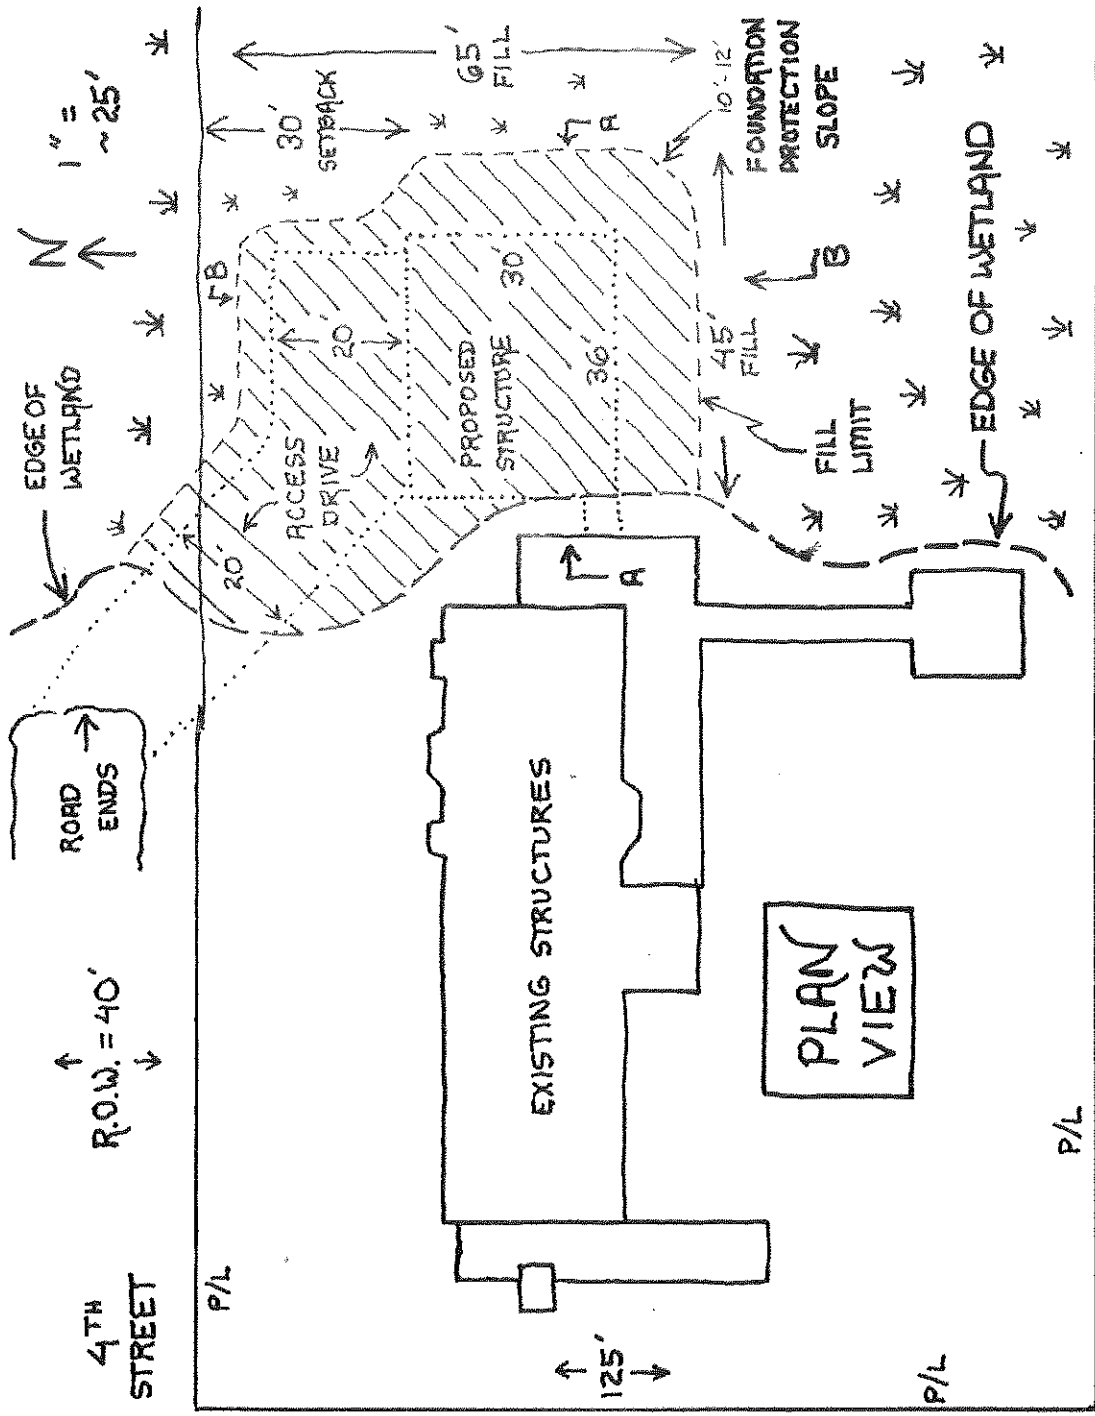 4TH
STREET
R.O.W. = 40'
ROAD
ENDS
EDGE OF
WETLAND
N
1" =
~25'
P/L
20'
ACCESS
DRIVE
B
20'
30'
SETBACK
65'
FILL
PROPOSED
STRUCTURE
30'
36'
A
A
10'-12'
FOUNDATION
PROTECTION
SLOPE
45'
FILL
B
FILL
LIMIT
EDGE OF WETLAND
EXISTING STRUCTURES
125'
PLAN
VIEW
P/L
P/L